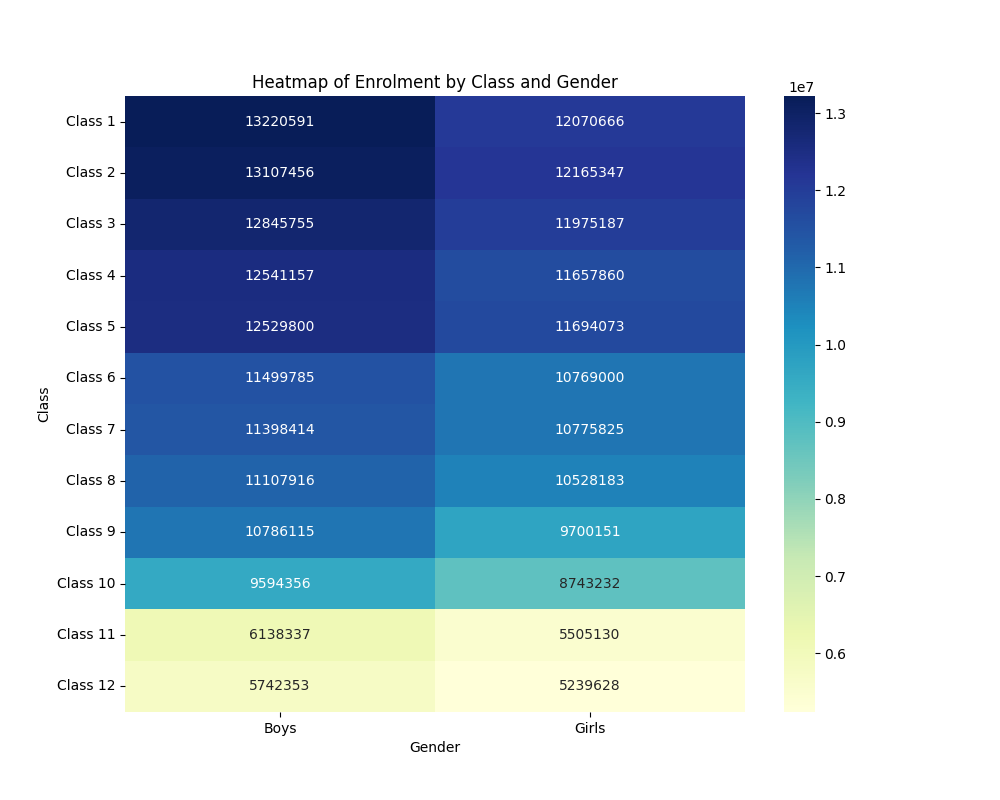 Heatmap of Enrolment by Class and Gender
1e7
Class 1 13220591 12070666
Class 2 13107456 12165347
Class 3 12845755 11975187
Class 4 12541157 11657860
Class 5 12529800 11694073
Class 6 11499785 10769000
Class 7 11398414 10775825
Class 8 11107916 10528183
Class 9 10786115 9700151
Class 10 9594356 8743232
Class 11 6138337 5505130
Class 12 5742353 5239628
Class
Boys Girls
Gender
1.3
1.2
1.1
1.0
0.9
0.8
0.7
0.6